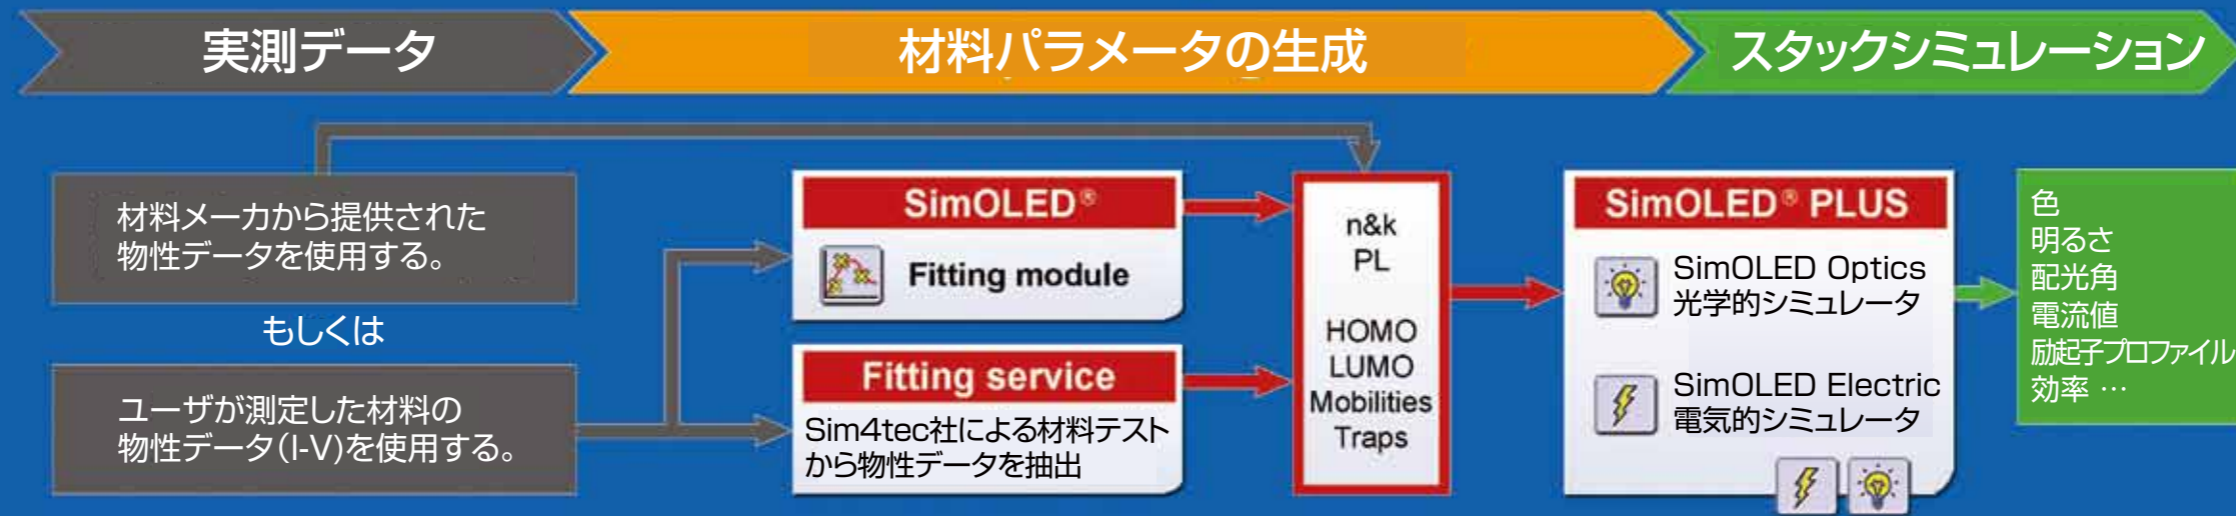 実測データ
材料パラメータの生成
スタックシミュレーション
材料メーカから提供された
物性データを使用する。
もしくは
ユーザが測定した材料の
物性データ(I-V)を使用する。
SimOLED®
Fitting module
Fitting service
Sim4tec社による材料テスト
から物性データを抽出
n&k
PL
HOMO
LUMO
Mobilities
Traps
SimOLED® PLUS
SimOLED Optics
光学的シミュレータ
SimOLED Electric
電気的シミュレータ
色
明るさ
配光角
電流値
励起子プロファイル
効率 …